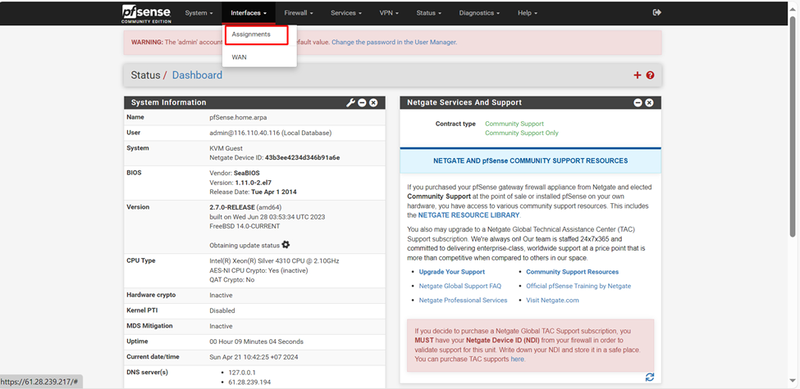 pfsense
COMMUNITY EDITION
System
Interfaces
Firewall
Services
VPN
Status
Diagnostics
Help
Assignments
WAN
WARNING: The 'admin' account
fault value. Change the password in the User Manager.
Status / Dashboard
System Information
Name
pfSense.home.arpa
User
admin@116.110.40.116 (Local Database)
System
KVM Guest
Netgate Device ID: 43b3ee4234d346b91a6e
BIOS
Vendor: SeaBIOS
Version: 1.11.0-2.el7
Release Date: Tue Apr 1 2014
Version
2.7.0-RELEASE (amd64)
built on Wed Jun 28 03:53:34 UTC 2023
FreeBSD 14.0-CURRENT
Obtaining update status
CPU Type
Intel(R) Xeon(R) Silver 4310 CPU @ 2.10GHz
AES-NI CPU Crypto: Yes (inactive)
QAT Crypto: No
Hardware crypto
Inactive
Kernel PTI
Disabled
MDS Mitigation
Inactive
Uptime
00 Hour 09 Minutes 04 Seconds
Current date/time
Sun Apr 21 10:42:25 +07 2024
DNS server(s)
• 127.0.0.1
• 61.28.239.194
Netgate Services And Support
Contract type
Community Support
Community Support Only
NETGATE AND pfSense COMMUNITY SUPPORT RESOURCES
If you purchased your pfSense gateway firewall appliance from Netgate and elected
Community Support at the point of sale or installed pfSense on your own
hardware, you have access to various community support resources. This includes
the NETGATE RESOURCE LIBRARY.
You also may upgrade to a Netgate Global Technical Assistance Center (TAC)
Support subscription. We're always on! Our team is staffed 24x7x365 and
committed to delivering enterprise-class, worldwide support at a price point that is
more than competitive when compared to others in our space.
• Upgrade Your Support
• Community Support Resources
• Netgate Global Support FAQ
• Official pfSense Training by Netgate
• Netgate Professional Services
• Visit Netgate.com
If you decide to purchase a Netgate Global TAC Support subscription, you
MUST have your Netgate Device ID (NDI) from your firewall in order to
validate support for this unit. Write down your NDI and store it in a safe place.
You can purchase TAC supports here.
https://61.28.239.217/#